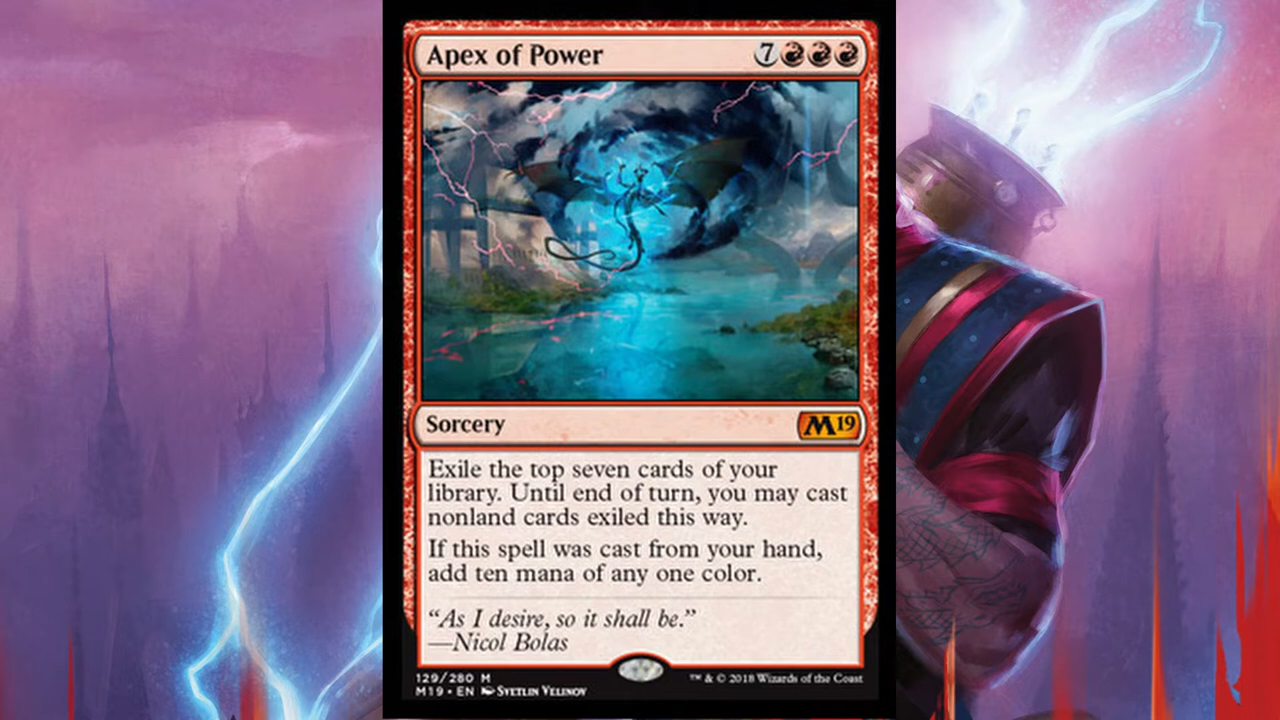 Apex of Power 7
Sorcery M19
Exile the top seven cards of your
library. Until end of turn, you may cast
nonland cards exiled this way.
If this spell was cast from your hand,
add ten mana of any one color.
“As I desire, so it shall be.”
—Nicol Bolas
129/280 M
M19 • EN Svetlin Velinov
™ & © 2018 Wizards of the Coast